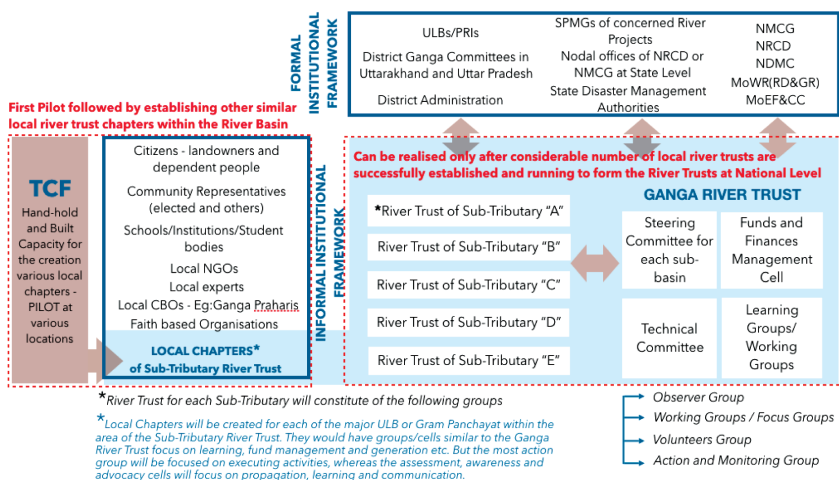 FORMAL
INSTITUTIONAL
FRAMEWORK
ULBs/PRIs
District Ganga Committees in
Uttarakhand and Uttar Pradesh
District Administration
SPMGs of concerned River
Projects
Nodal offices of NRCD or
NMCG at State Level
State Disaster Management
Authorities
NMCG
NRCD
NDMC
MoWR(RD&GR)
MoEF&CC
First Pilot followed by establishing other similar
local river trust chapters within the River Basin
TCF
Hand-hold
and Built
Capacity for
the creation
various local
chapters -
PILOT at
various
locations
Citizens - landowners and
dependent people
Community Representatives
(elected and others)
Schools/Institutions/Student
bodies
Local NGOs
Local experts
Local CBOs - Eg:Ganga Praharis
Faith based Organisations
LOCAL CHAPTERS*
of Sub-Tributary River Trust
INFORMAL INSTITUTIONAL
FRAMEWORK
Can be realised only after considerable number of local river trusts are
successfully established and running to form the River Trusts at National Level
*River Trust of Sub-Tributary "A"
River Trust of Sub-Tributary "B"
River Trust of Sub-Tributary "C"
River Trust of Sub-Tributary "D"
River Trust of Sub-Tributary "E"
GANGA RIVER TRUST
Steering
Committee for
each sub-
basin
Funds and
Finances
Management
Cell
Technical
Committee
Learning
Groups/
Working
Groups
*River Trust for each Sub-Tributary will constitute of the following groups
Observer Group
Working Groups / Focus Groups
Volunteers Group
Action and Monitoring Group
*Local Chapters will be created for each of the major ULB or Gram Panchayat within the
area of the Sub-Tributary River Trust. They would have groups/cells similar to the Ganga
River Trust focus on learning, fund management and generation etc. But the most action
group will be focused on executing activities, whereas the assessment, awareness and
advocacy cells will focus on propagation, learning and communication.